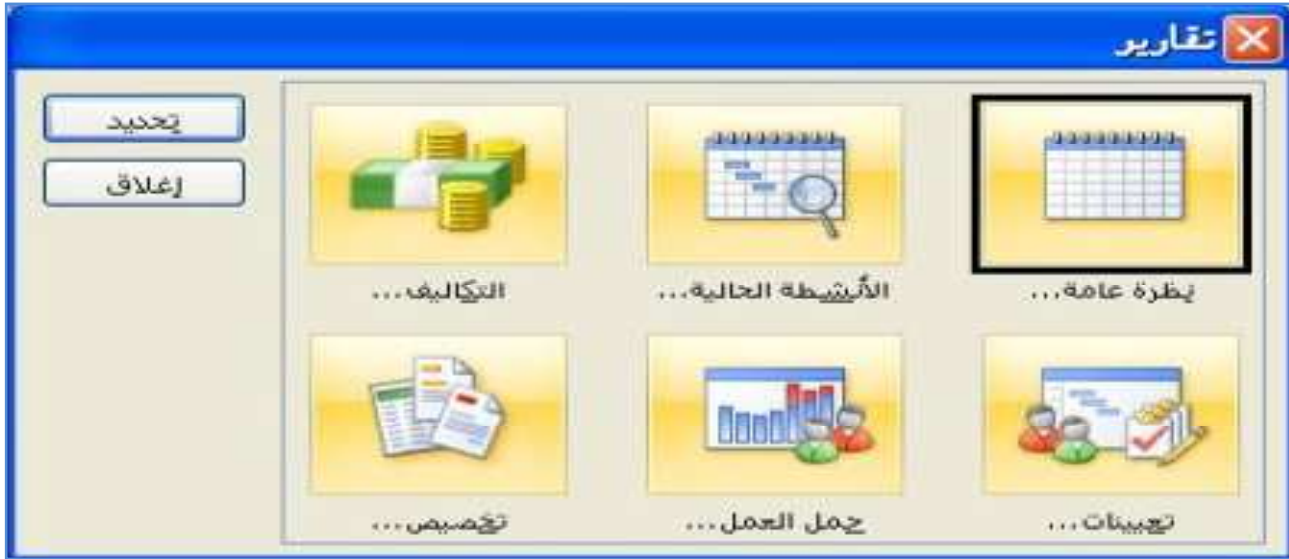 تقارير
نظرة عامة...
الأنشطة الحالية...
التكاليف...
تحديد
إغلاق
تعيينات...
حمل العمل...
تخصيص...